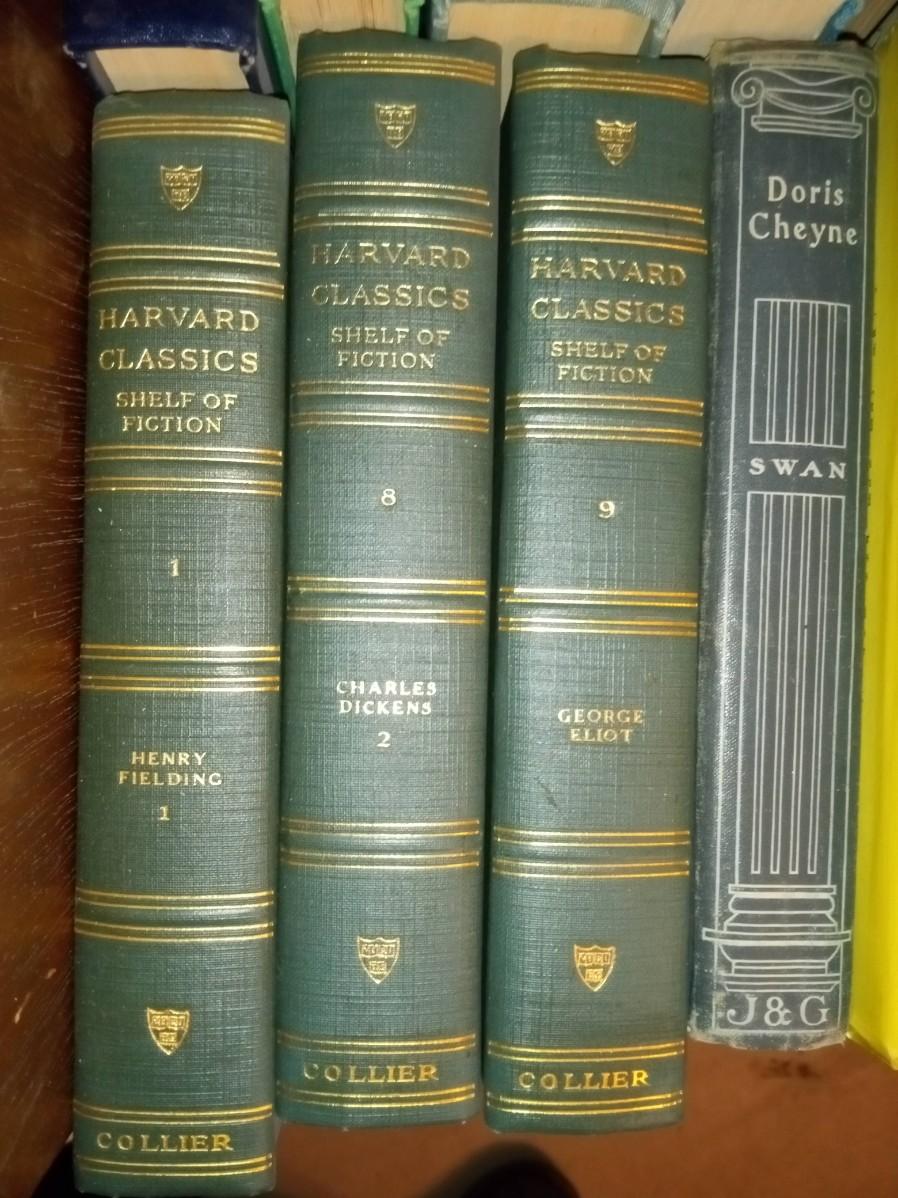 HARVARD
CLASSICS
SHELF OF
FICTION
1
HENRY
FIELDING
1
COLLIER
HARVARD
CLASSICS
SHELF OF
FICTION
8
CHARLES
DICKENS
2
COLLIER
HARVARD
CLASSICS
SHELF OF
FICTION
9
GEORGE
ELIOT
COLLIER
Doris
Cheyne
SWAN
J&G